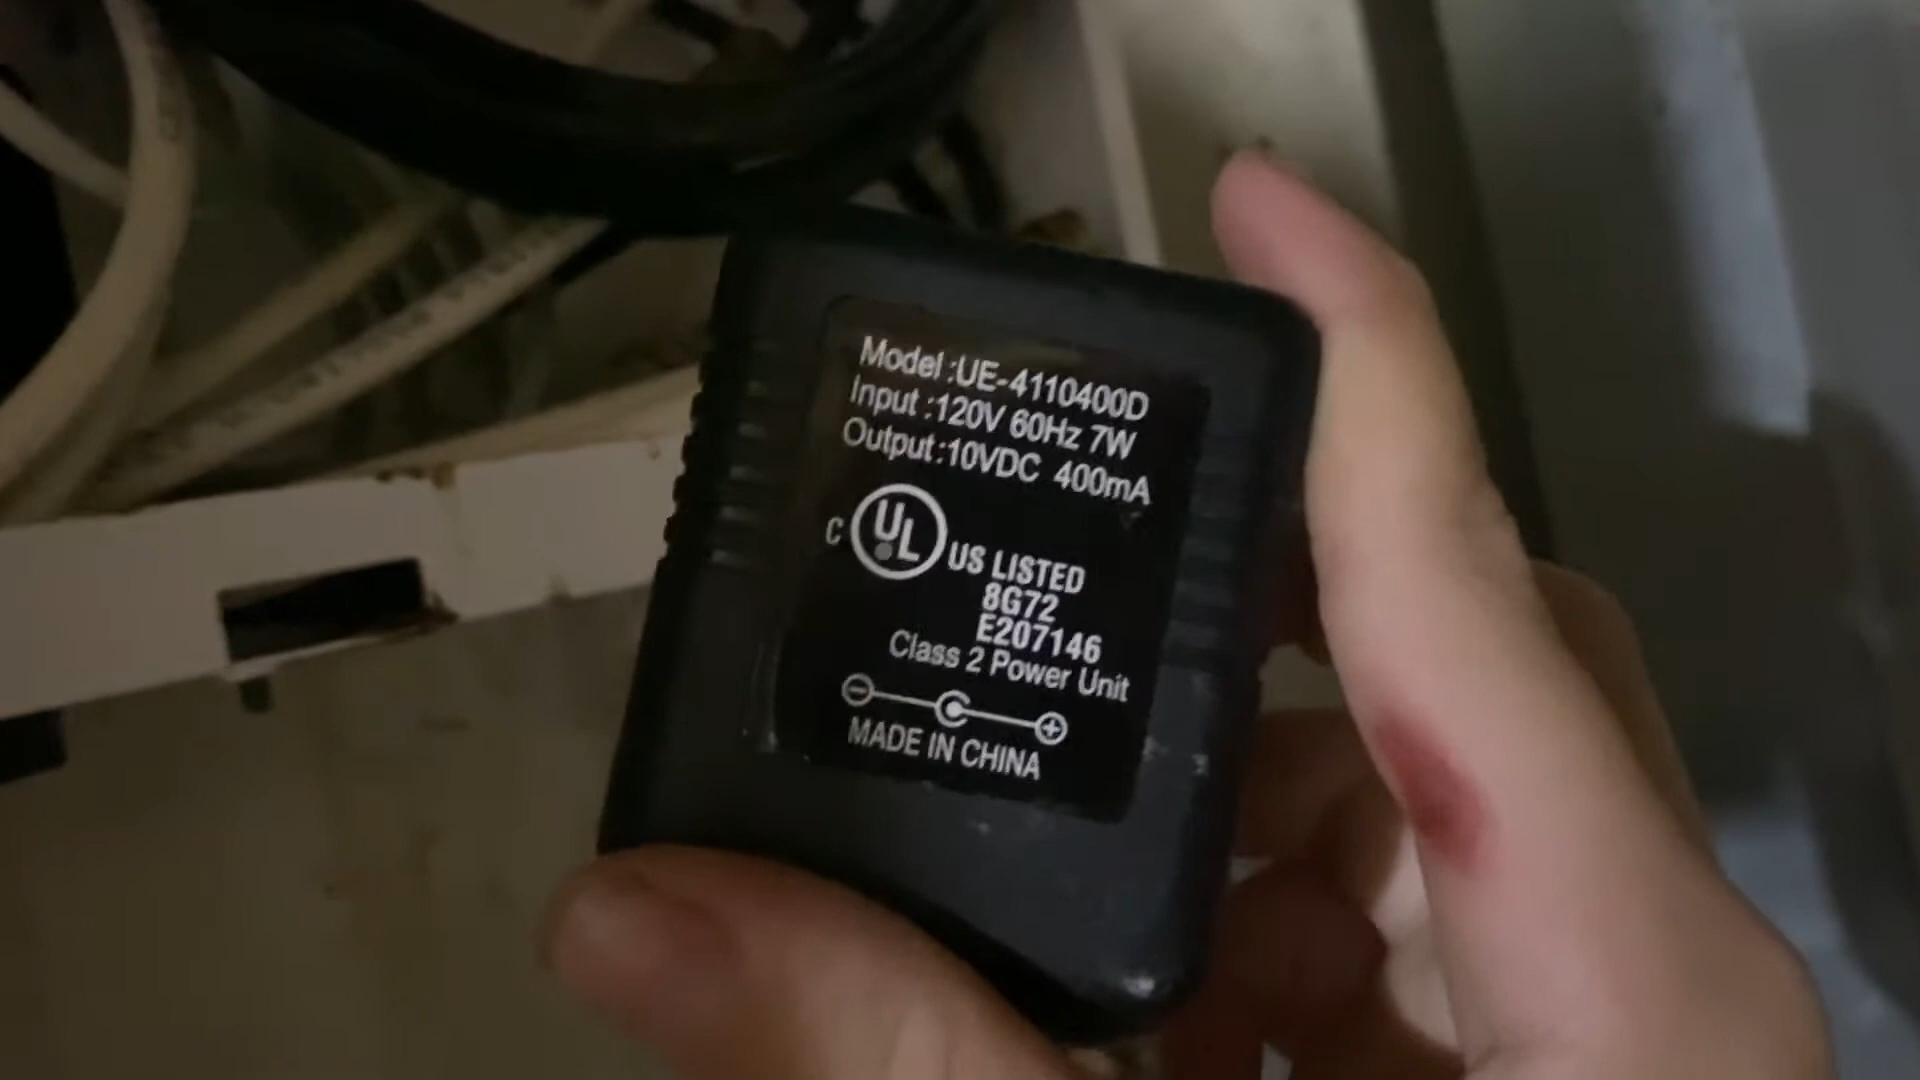 Model :UE-4110400D
Input :120V 60Hz 7W
Output:10VDC 400mA
C UL US LISTED
8G72
E207146
Class 2 Power Unit
MADE IN CHINA